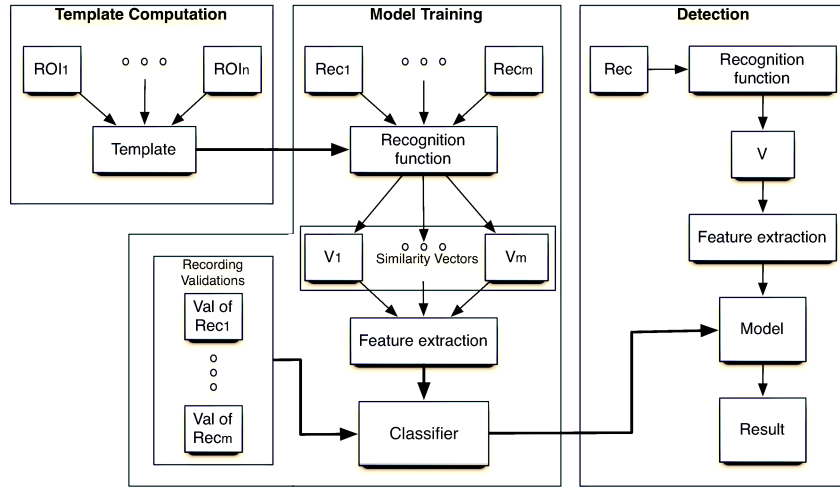 Template Computation
ROI1
o o o
ROIn
Template
Model Training
Rec1
o o o
Recm
Recognition
function
V1
o o o
Similarity Vectors
Vm
Feature extraction
Recording
Validations
Val of
Rec1
o
o
o
Val of
Recm
Classifier
Detection
Rec
Recognition
function
V
Feature extraction
Model
Result